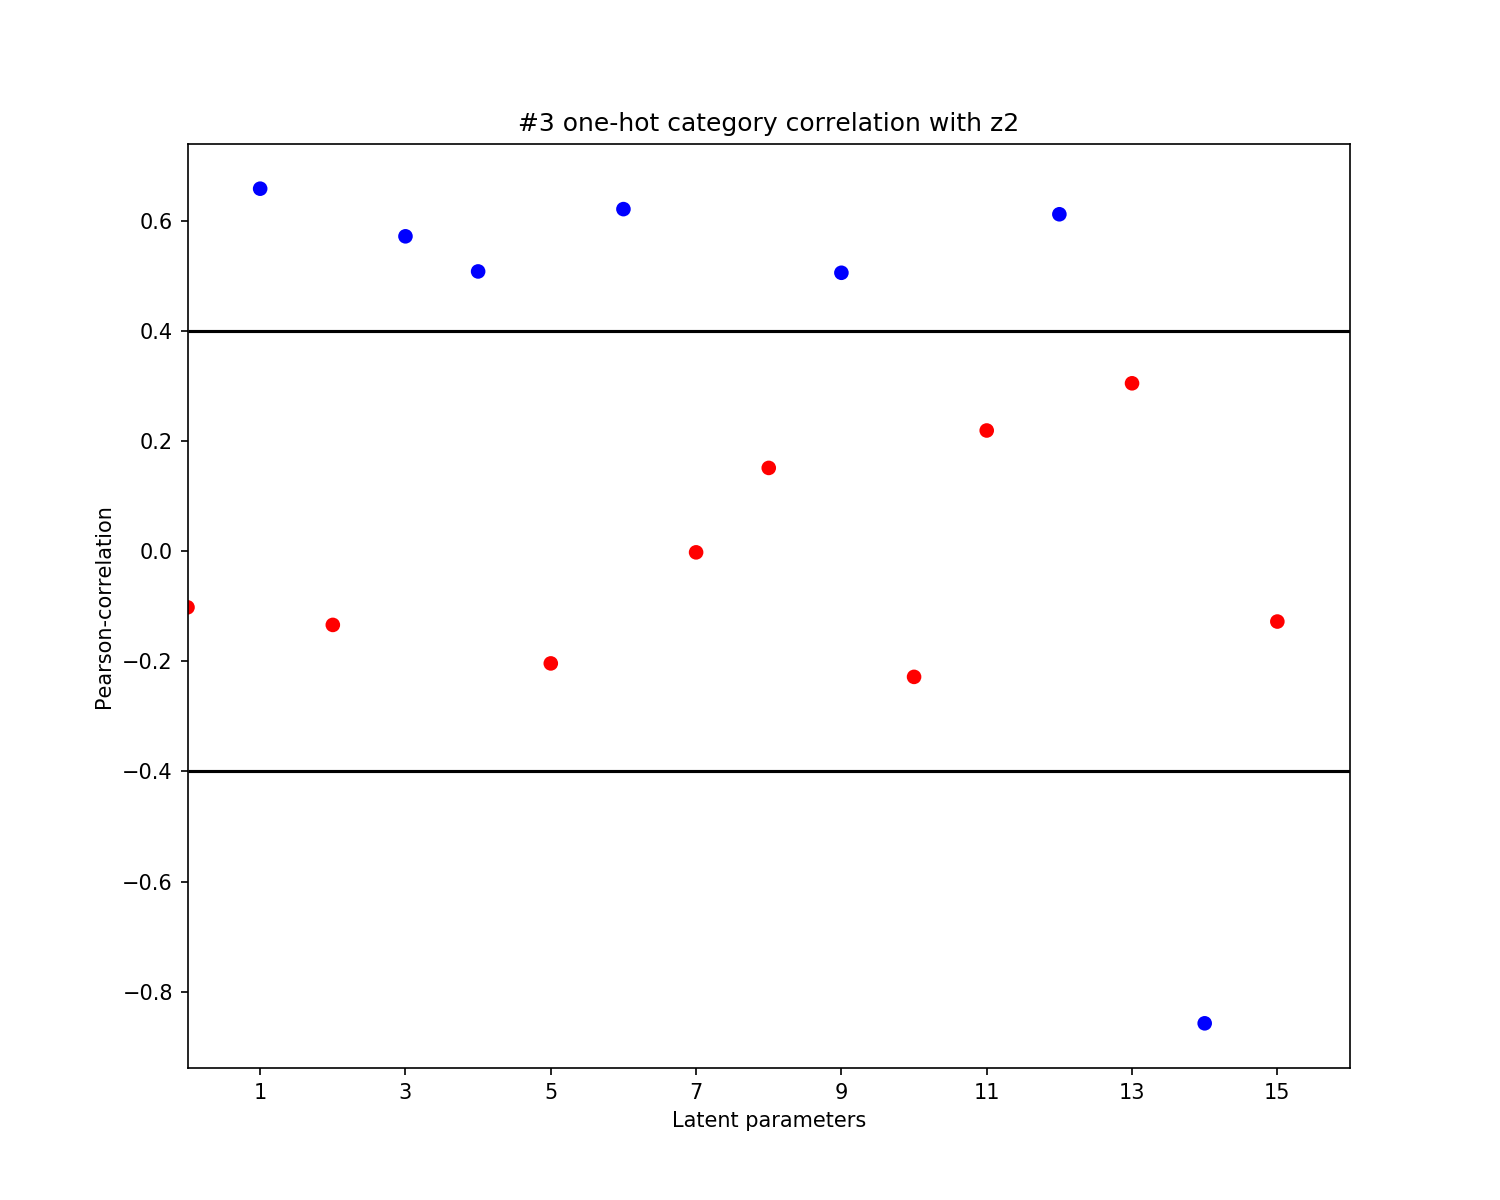 #3 one-hot category correlation with z2
0.6
0.4
0.2
0.0
−0.2
−0.4
−0.6
−0.8
Pearson-correlation
1 3 5 7 9 11 13 15
Latent parameters